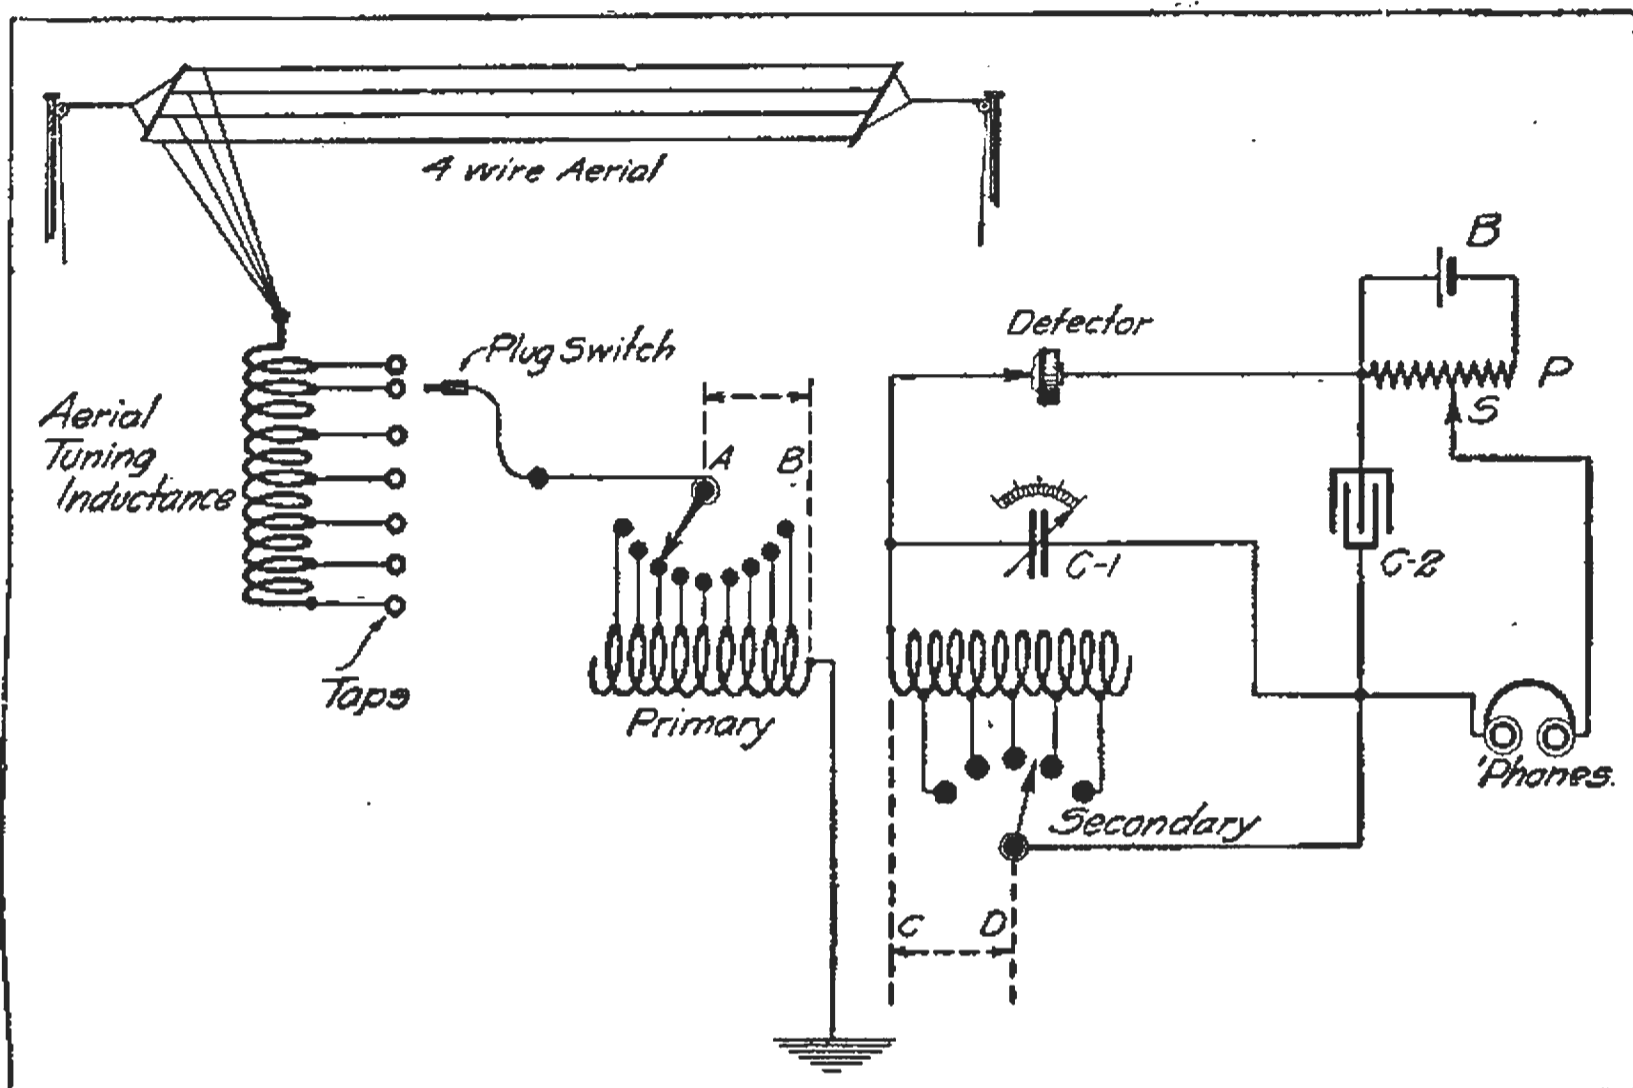 4 wire Aerial
B
Detector
Plug Switch
P
S
Aerial
Tuning
Inductance
A
B
C-1
C-2
Taps
Primary
'Phones.
Secondary
C
D